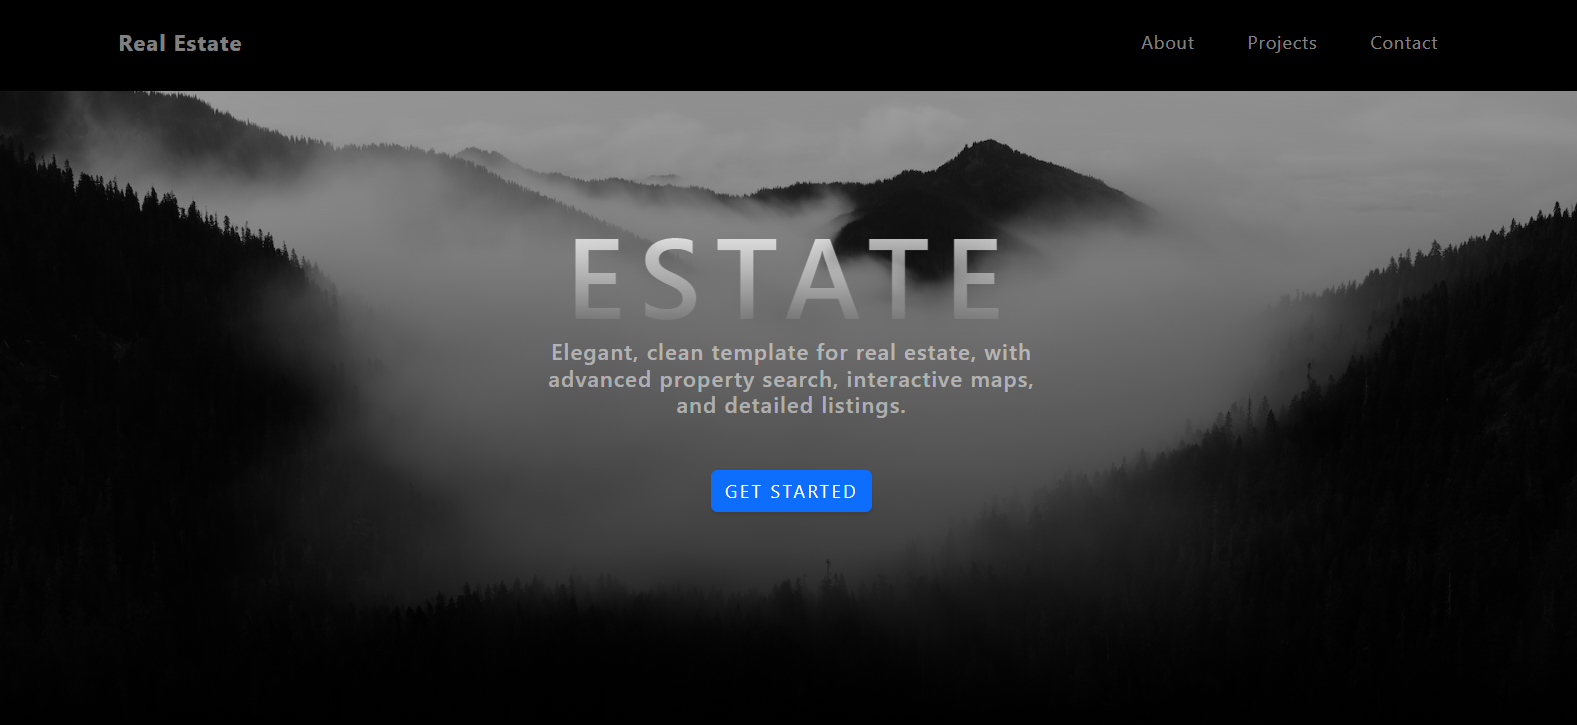 Real Estate
About
Projects
Contact
ESTATE
Elegant, clean template for real estate, with
advanced property search, interactive maps,
and detailed listings.
GET STARTED